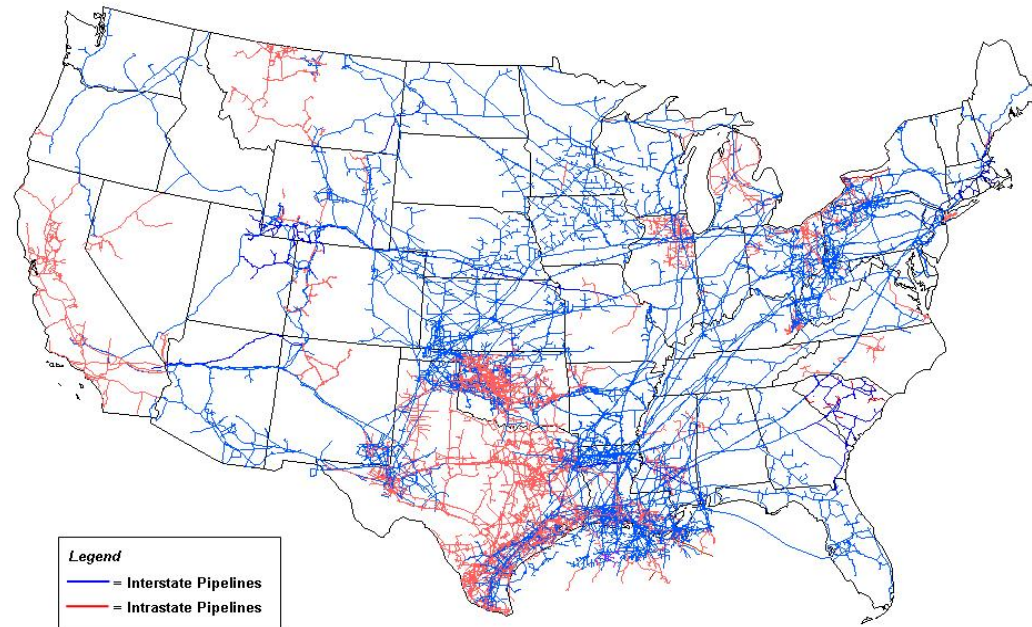 Legend
= Interstate Pipelines
= Intrastate Pipelines